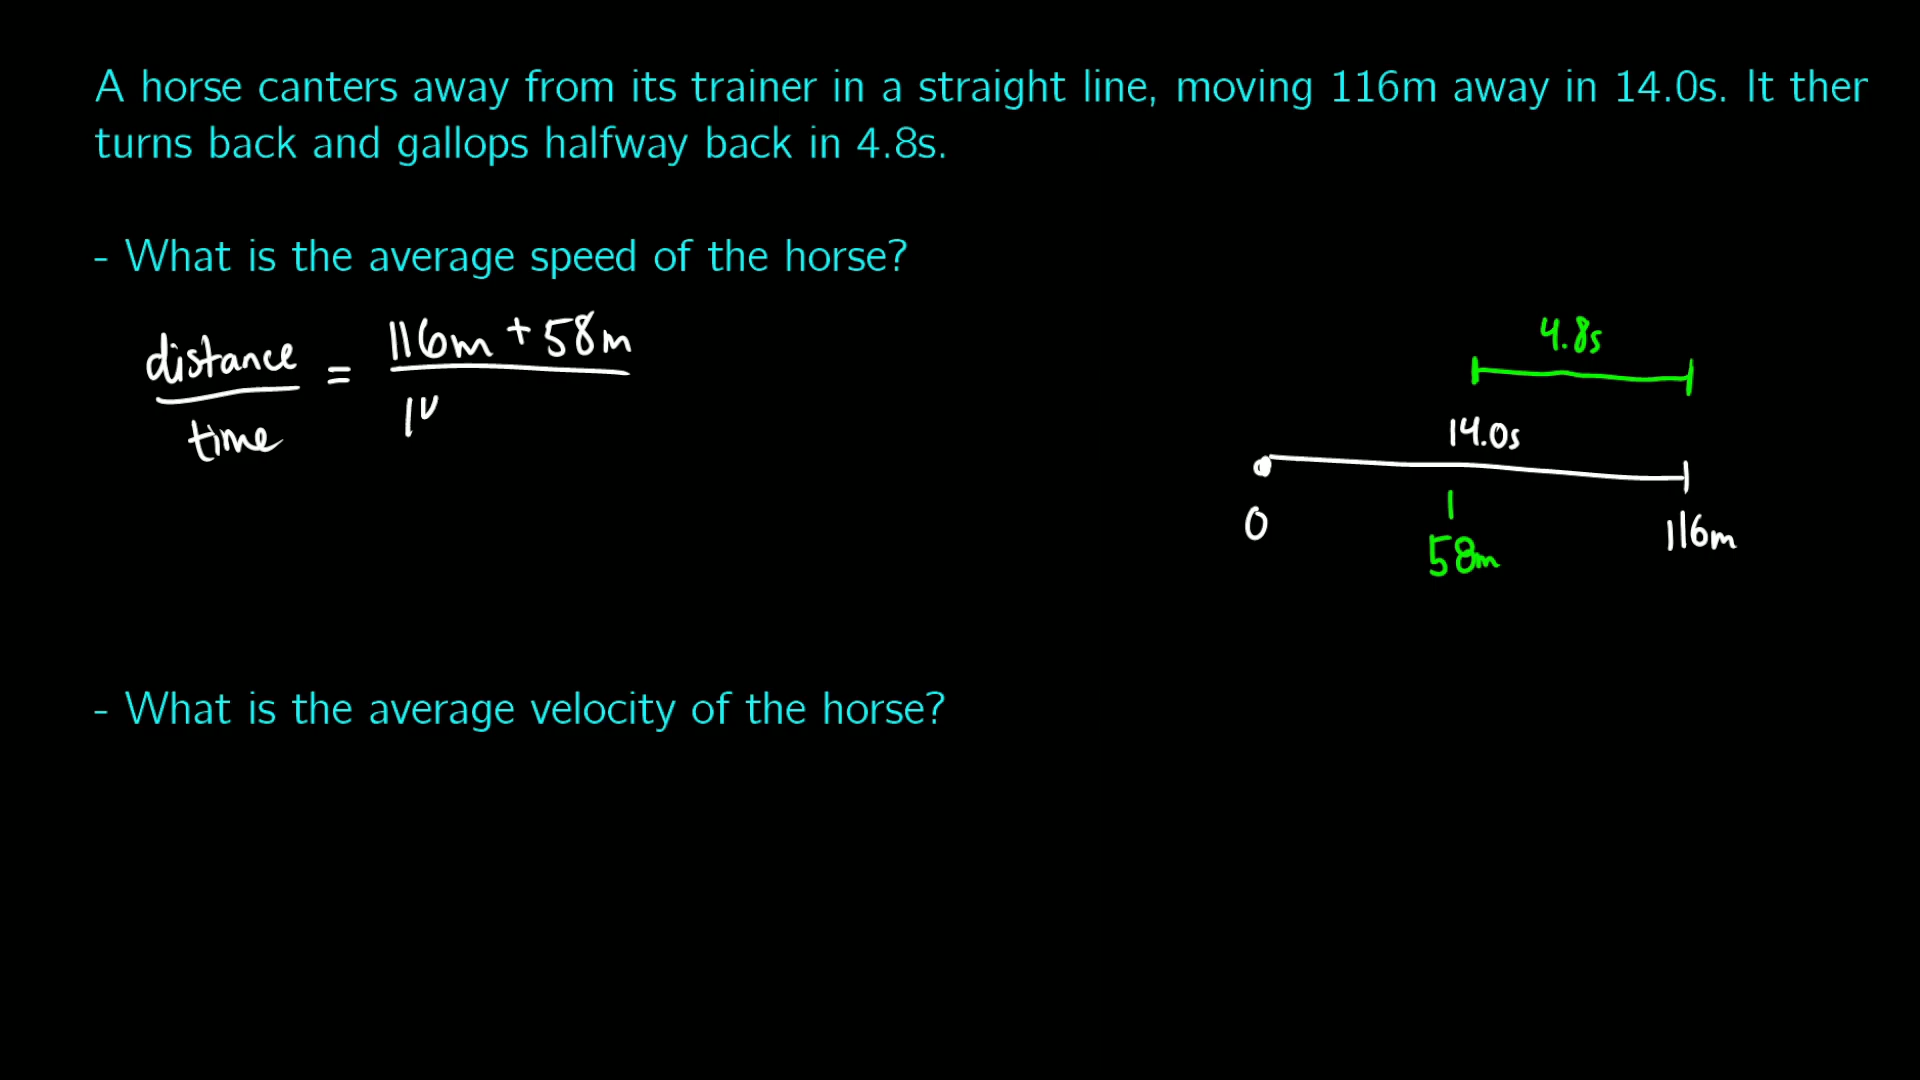 A horse canters away from its trainer in a straight line, moving 116m away in 14.0s. It then
turns back and gallops halfway back in 4.8s.
- What is the average speed of the horse?
distance / time = 116m + 58m / 14
4.8s
14.0s
0
58m
116m
- What is the average velocity of the horse?